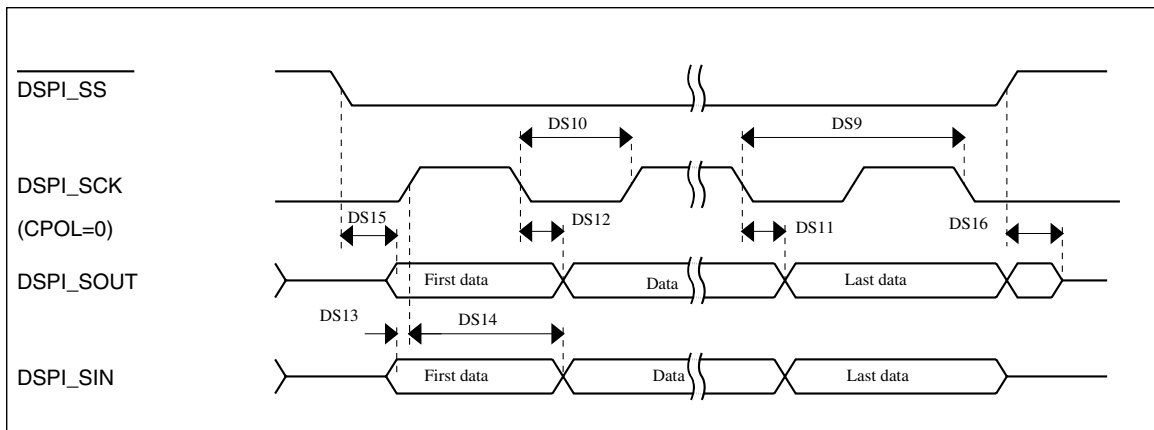 DSPI_SS
DS10
DS9
DSPI_SCK
(CPOL=0)
DS15
DS12
DS11
DS16
DSPI_SOUT
First data
Data
Last data
DS13
DS14
DSPI_SIN
First data
Data
Last data